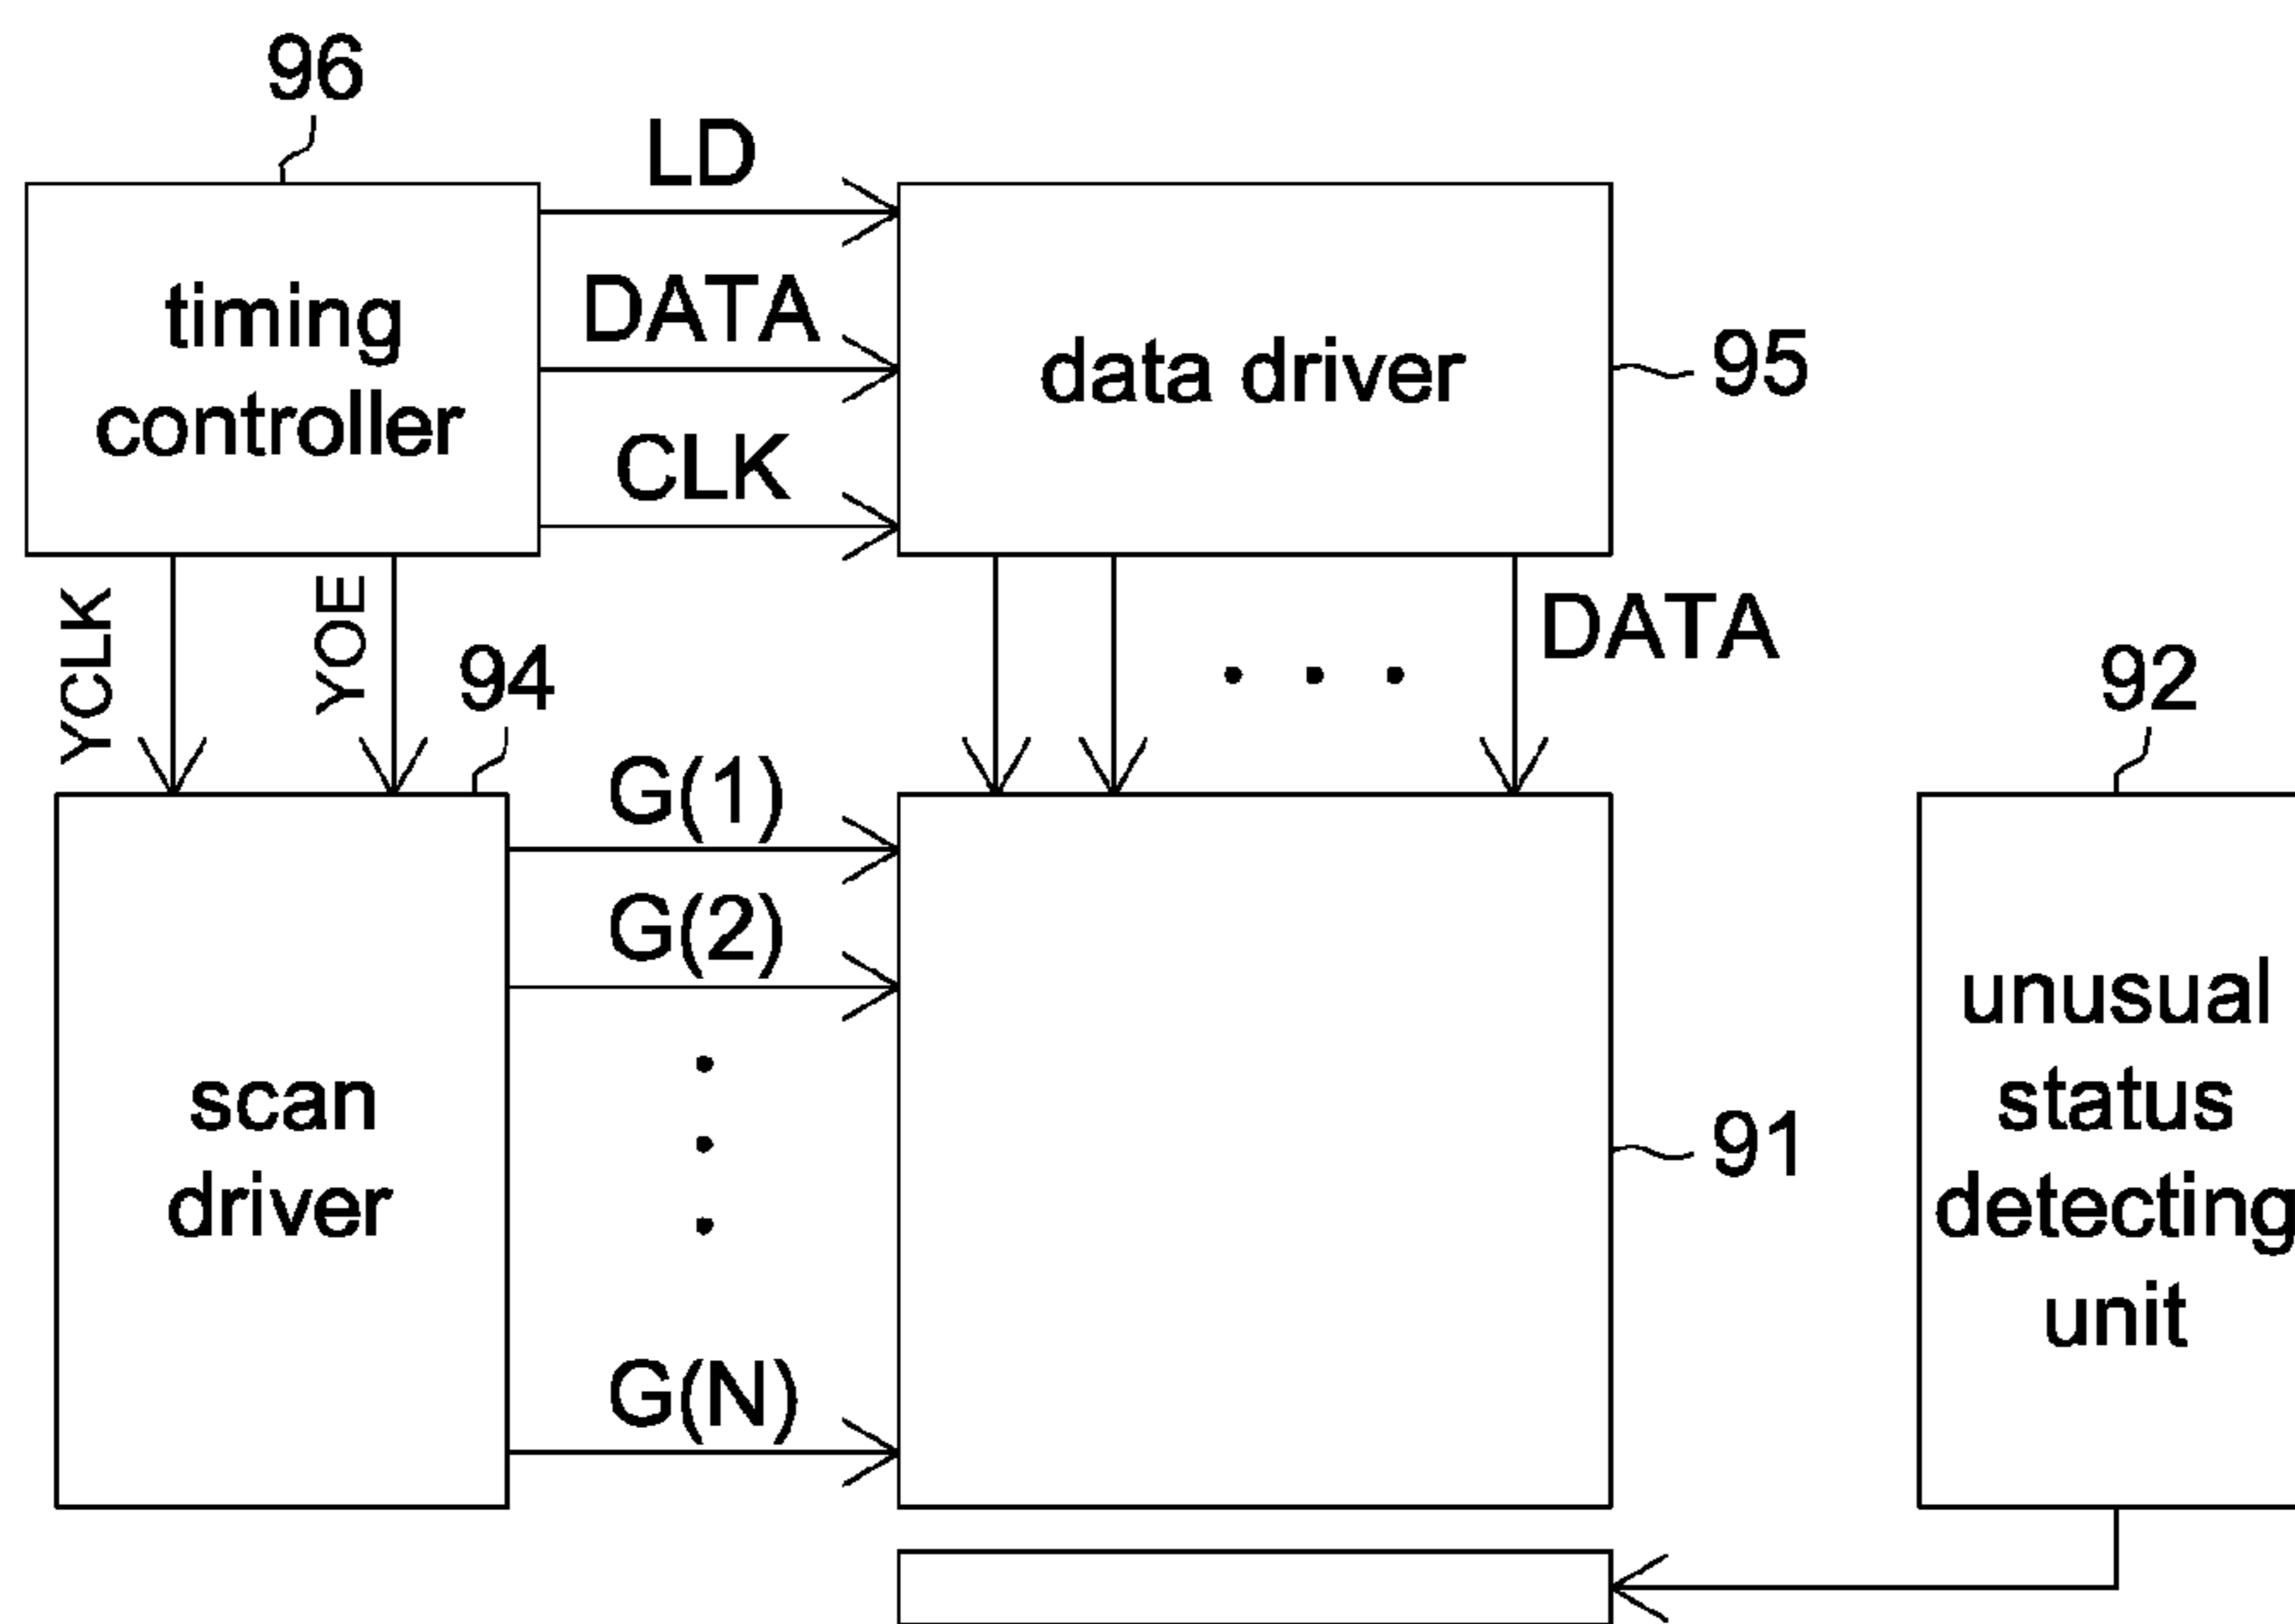 96
LD
timing
controller
DATA
data driver
95
CLK
YCLK
YOE
DATA
94
92
G(1)
G(2)
scan
driver
91
unusual
status
detecting
unit
G(N)